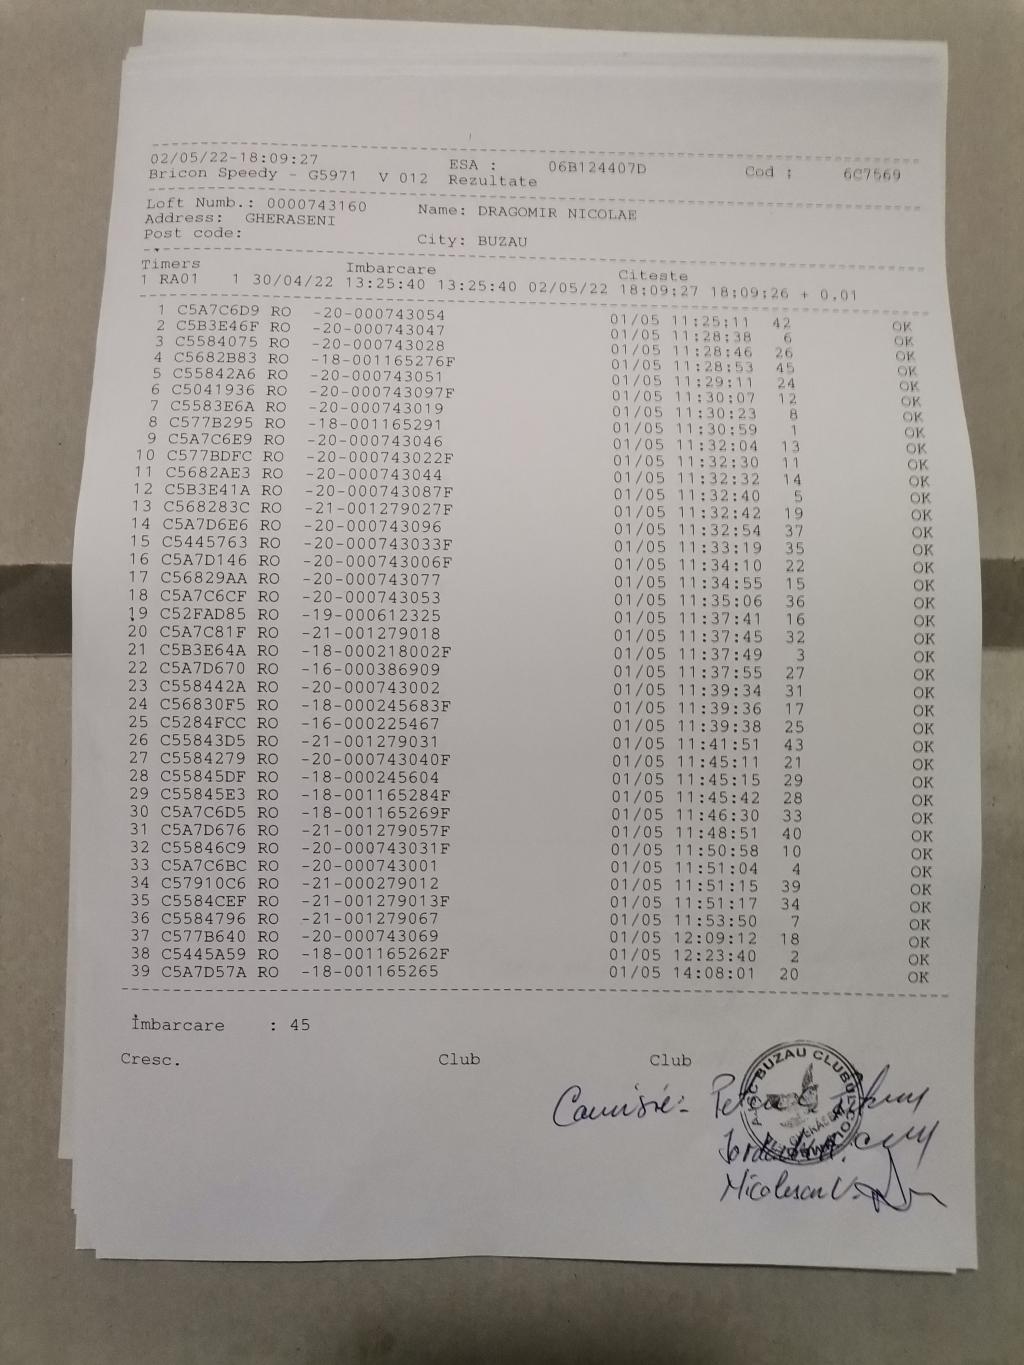 02/05/22-18:09:27 ESA : 06B124407D Cod : 6C7569
Bricon Speedy - G5971 V 012 Rezultate
Loft Numb.: 0000743160 Name: DRAGOMIR NICOLAE
Address: GHERASENI
Post code: City: BUZAU
Timers Imbarcare Citeste
1 RA01 1 30/04/22 13:25:40 13:25:40 02/05/22 18:09:27 18:09:26 + 0,01
1 C5A7C6D9 RO -20-000743054 01/05 11:25:11 42 OK
2 C5B3E46F RO -20-000743047 01/05 11:28:38 6 OK
3 C5584075 RO -20-000743028 01/05 11:28:46 26 OK
4 C5682B83 RO -18-001165276F 01/05 11:28:53 45 OK
5 C55842A6 RO -20-000743051 01/05 11:29:11 24 OK
6 C5041936 RO -20-000743097F 01/05 11:30:07 12 OK
7 C5583E6A RO -20-000743019 01/05 11:30:23 8 OK
8 C577B295 RO -18-001165291 01/05 11:30:59 1 OK
9 C5A7C6E9 RO -20-000743046 01/05 11:32:04 13 OK
10 C577BDFC RO -20-000743022F 01/05 11:32:30 11 OK
11 C5682AE3 RO -20-000743044 01/05 11:32:32 14 OK
12 C5B3E41A RO -20-000743087F 01/05 11:32:40 5 OK
13 C568283C RO -21-001279027F 01/05 11:32:42 19 OK
14 C5A7D6E6 RO -20-000743096 01/05 11:32:54 37 OK
15 C5445763 RO -20-000743033F 01/05 11:33:19 35 OK
16 C5A7D146 RO -20-000743006F 01/05 11:34:10 22 OK
17 C56829AA RO -20-000743077 01/05 11:34:55 15 OK
18 C5A7C6CF RO -20-000743053 01/05 11:35:06 36 OK
19 C52FAD85 RO -19-000612325 01/05 11:37:41 16 OK
20 C5A7C81F RO -21-001279018 01/05 11:37:45 32 OK
21 C5B3E64A RO -18-000218002F 01/05 11:37:49 3 OK
22 C5A7D670 RO -16-000386909 01/05 11:37:55 27 OK
23 C558442A RO -20-000743002 01/05 11:39:34 31 OK
24 C56830F5 RO -18-000245683F 01/05 11:39:36 17 OK
25 C5284FCC RO -16-000225467 01/05 11:39:38 25 OK
26 C55843D5 RO -21-001279031 01/05 11:41:51 43 OK
27 C5584279 RO -20-000743040F 01/05 11:45:11 21 OK
28 C55845DF RO -18-000245604 01/05 11:45:15 29 OK
29 C55845E3 RO -18-001165284F 01/05 11:45:42 28 OK
30 C5A7C6D5 RO -18-001165269F 01/05 11:46:30 33 OK
31 C5A7D676 RO -21-001279057F 01/05 11:48:51 40 OK
32 C55846C9 RO -20-000743031F 01/05 11:50:58 10 OK
33 C5A7C6BC RO -20-000743001 01/05 11:51:04 4 OK
34 C57910C6 RO -21-000279012 01/05 11:51:15 39 OK
35 C5584CEF RO -21-001279013F 01/05 11:51:17 34 OK
36 C5584796 RO -21-001279067 01/05 11:53:50 7 OK
37 C577B640 RO -20-000743069 01/05 12:09:12 18 OK
38 C5445A59 RO -18-001165262F 01/05 12:23:40 2 OK
39 C5A7D57A RO -18-001165265 01/05 14:08:01 20 OK
Imbarcare : 45
Cresc. Club Club
BUZAU CLUBUL
Nicolescu V.